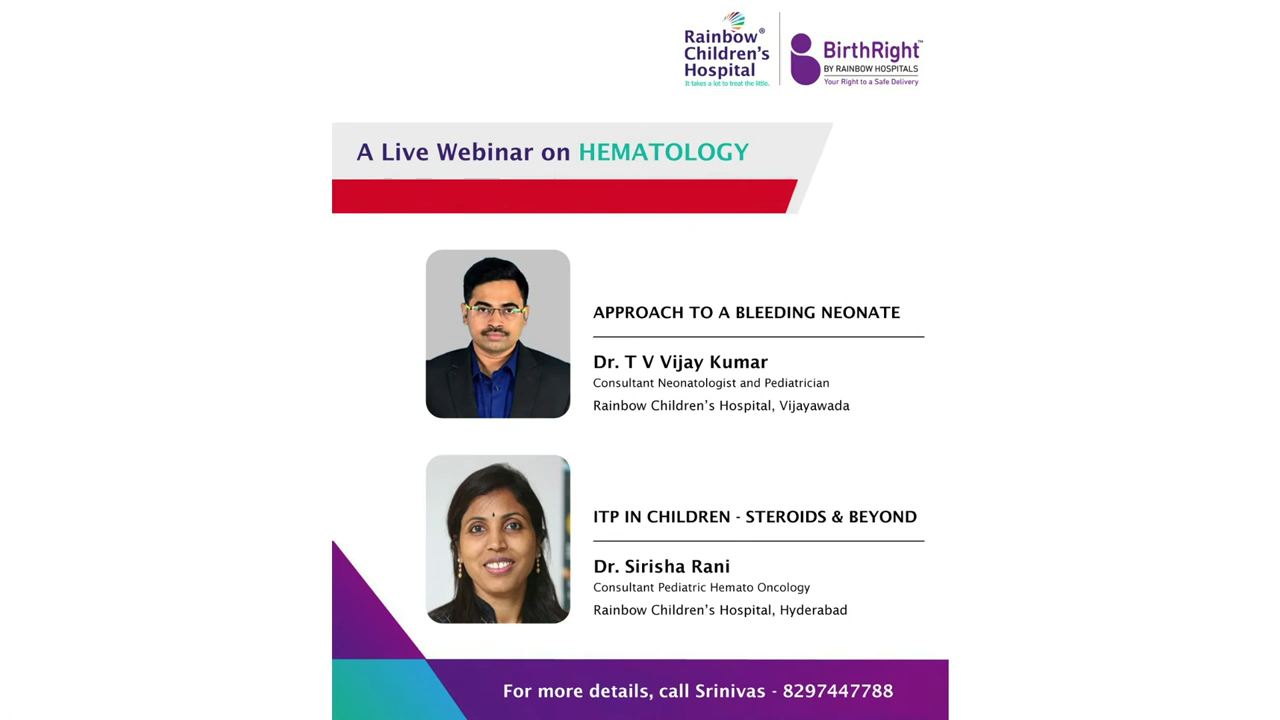 Rainbow®
Children's
Hospital
It takes a lot to treat the little.
BirthRight™
BY RAINBOW HOSPITALS
Your Right to a Safe Delivery
A Live Webinar on HEMATOLOGY
APPROACH TO A BLEEDING NEONATE
Dr. T V Vijay Kumar
Consultant Neonatologist and Pediatrician
Rainbow Children's Hospital, Vijayawada
ITP IN CHILDREN - STEROIDS & BEYOND
Dr. Sirisha Rani
Consultant Pediatric Hemato Oncology
Rainbow Children's Hospital, Hyderabad
For more details, call Srinivas - 8297447788